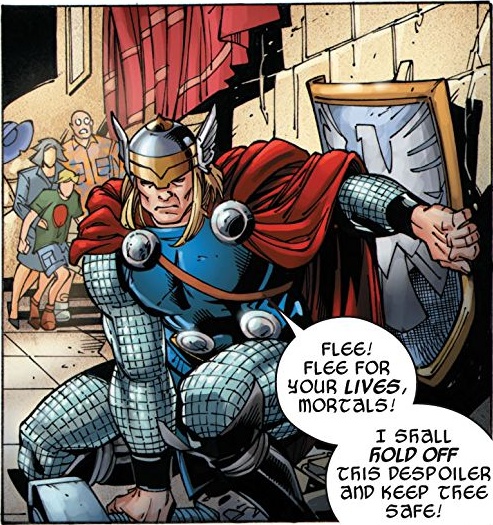 FLEE!
FLEE FOR
YOUR LIVES,
MORTALS!
I SHALL
HOLD OFF
THIS DESPOILER
AND KEEP THEE
SAFE!